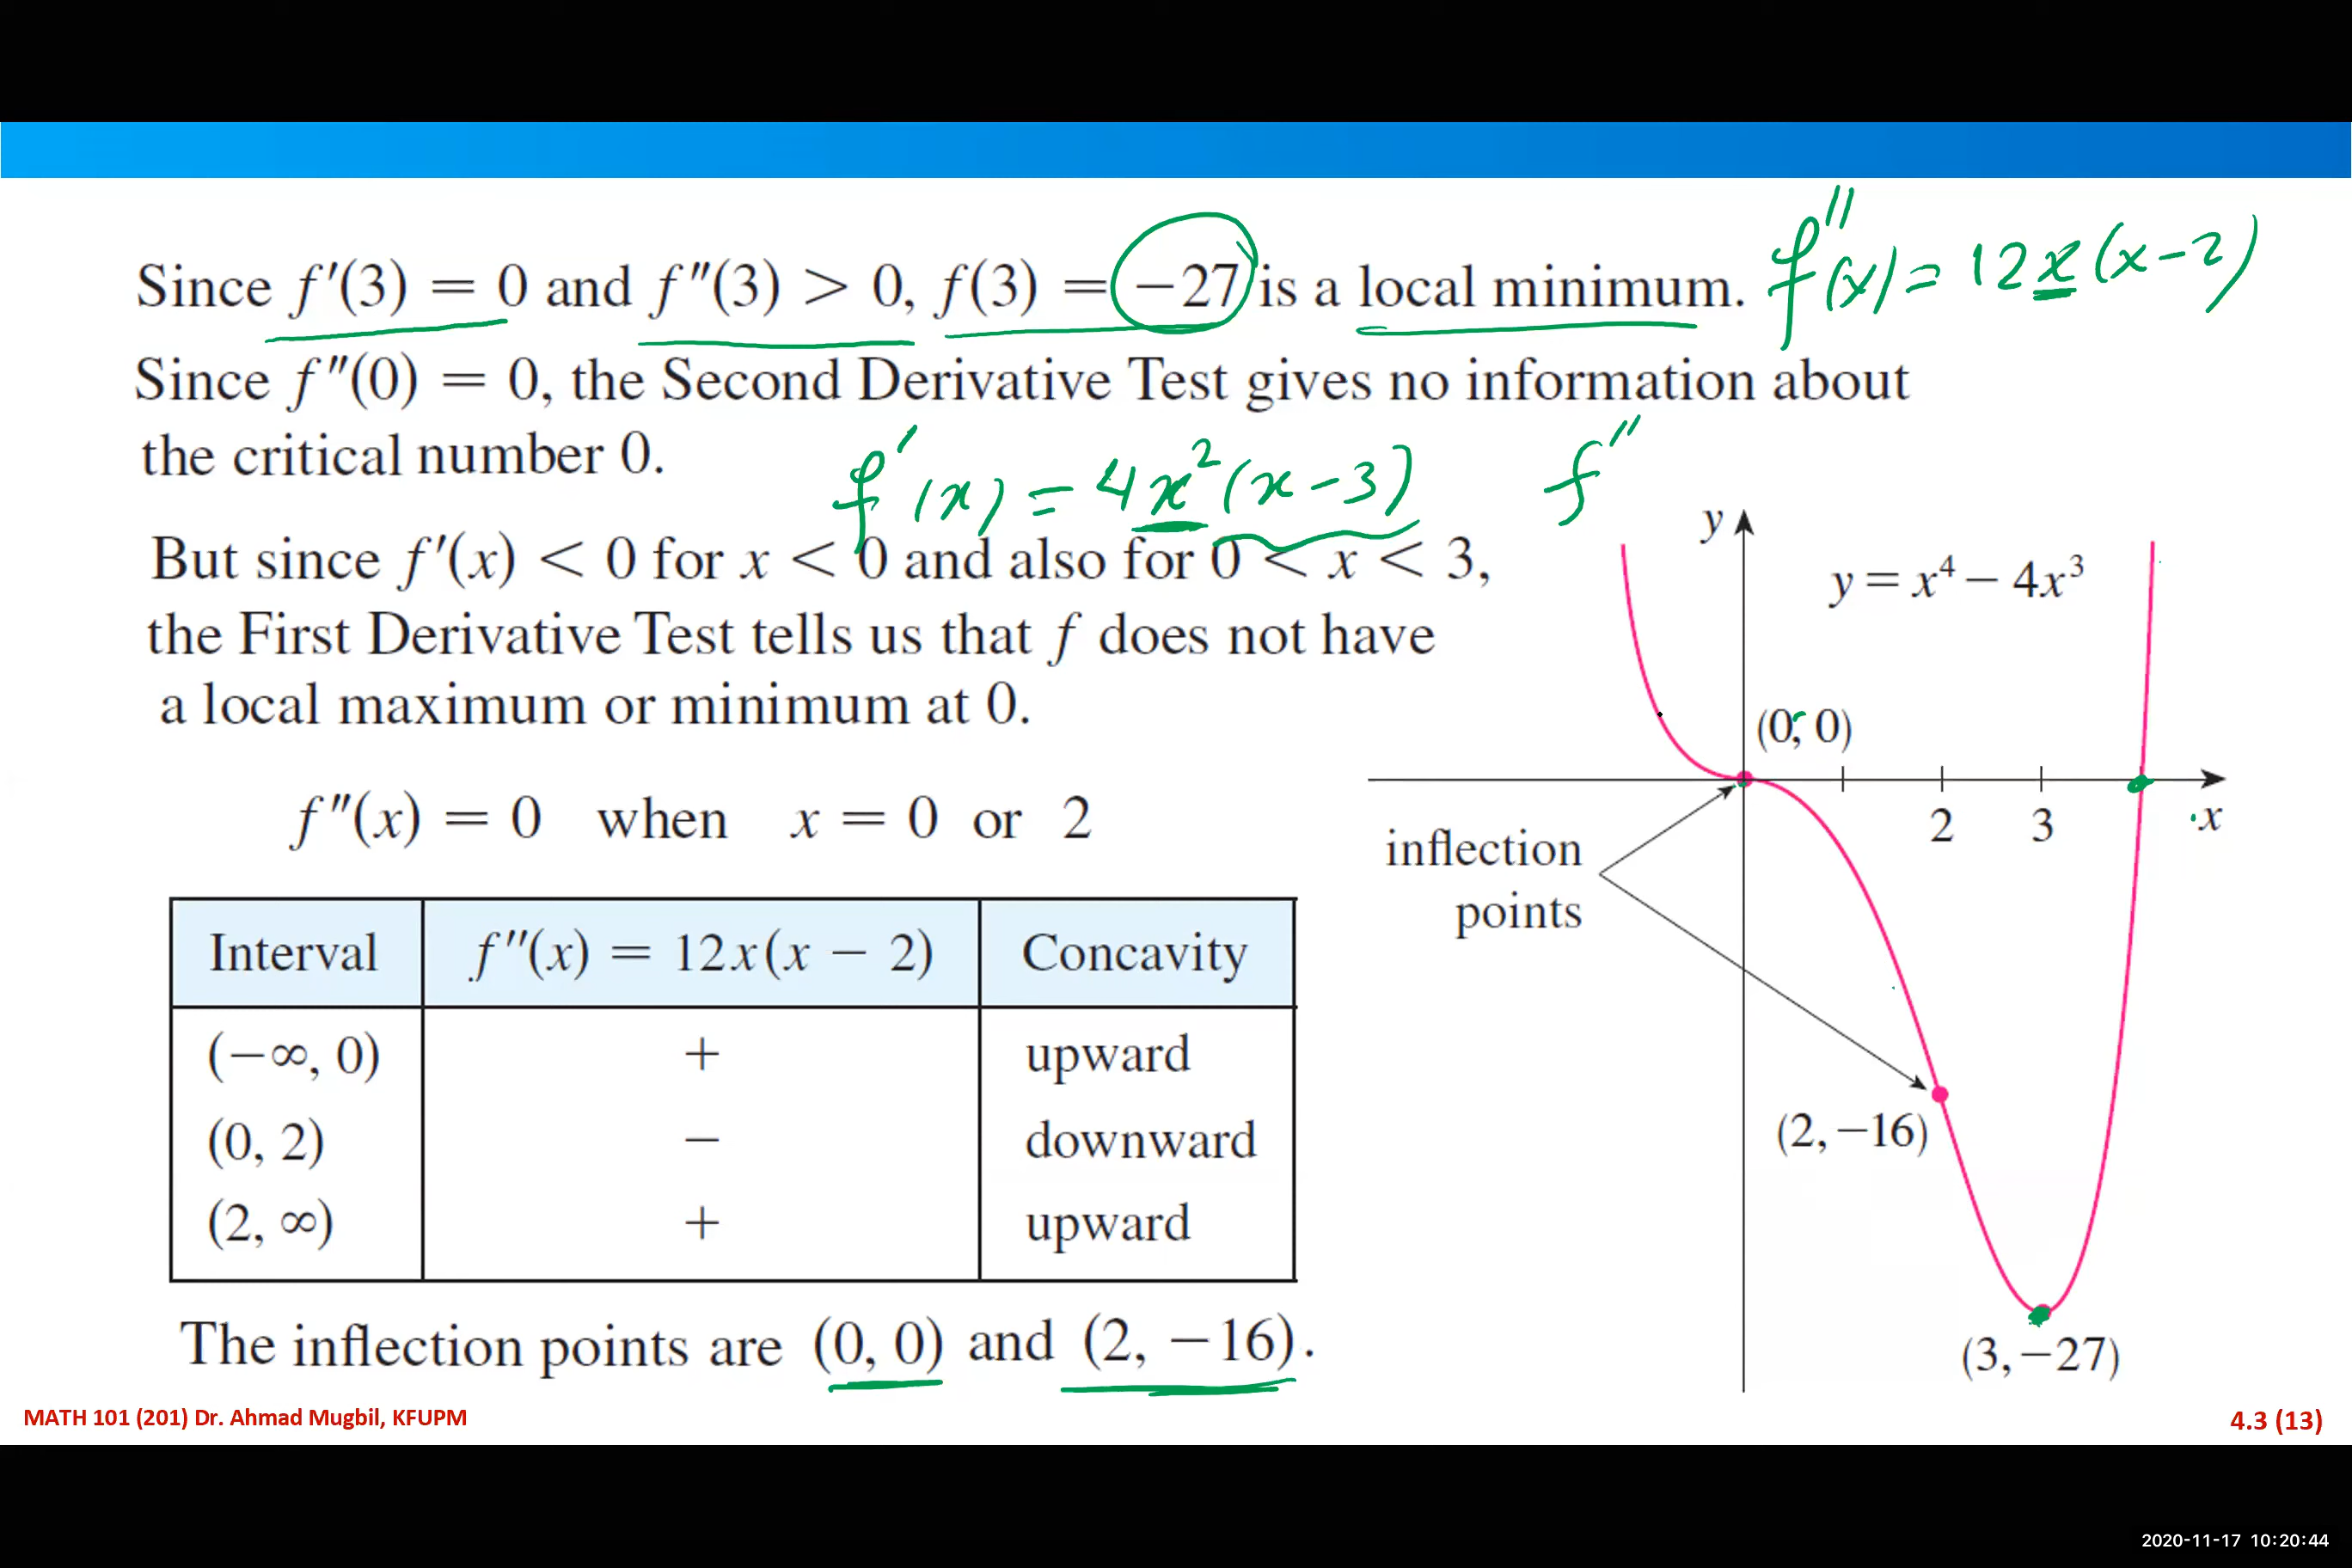 Since f′(3) = 0 and f″(3) > 0, f(3) = −27 is a local minimum.
f″(x) = 12x(x−2)
Since f″(0) = 0, the Second Derivative Test gives no information about
the critical number 0.
f′(x) = 4x²(x−3)
f″
But since f′(x) < 0 for x < 0 and also for 0 < x < 3,
the First Derivative Test tells us that f does not have
a local maximum or minimum at 0.
f″(x) = 0 when x = 0 or 2
Interval f″(x) = 12x(x − 2) Concavity
(−∞, 0) + upward
(0, 2) − downward
(2, ∞) + upward
The inflection points are (0, 0) and (2, −16).
y
y = x⁴ − 4x³
(0, 0)
2 3 x
inflection
points
(2, −16)
(3, −27)
MATH 101 (201) Dr. Ahmad Mugbil, KFUPM
4.3 (13)
2020-11-17 10:20:44